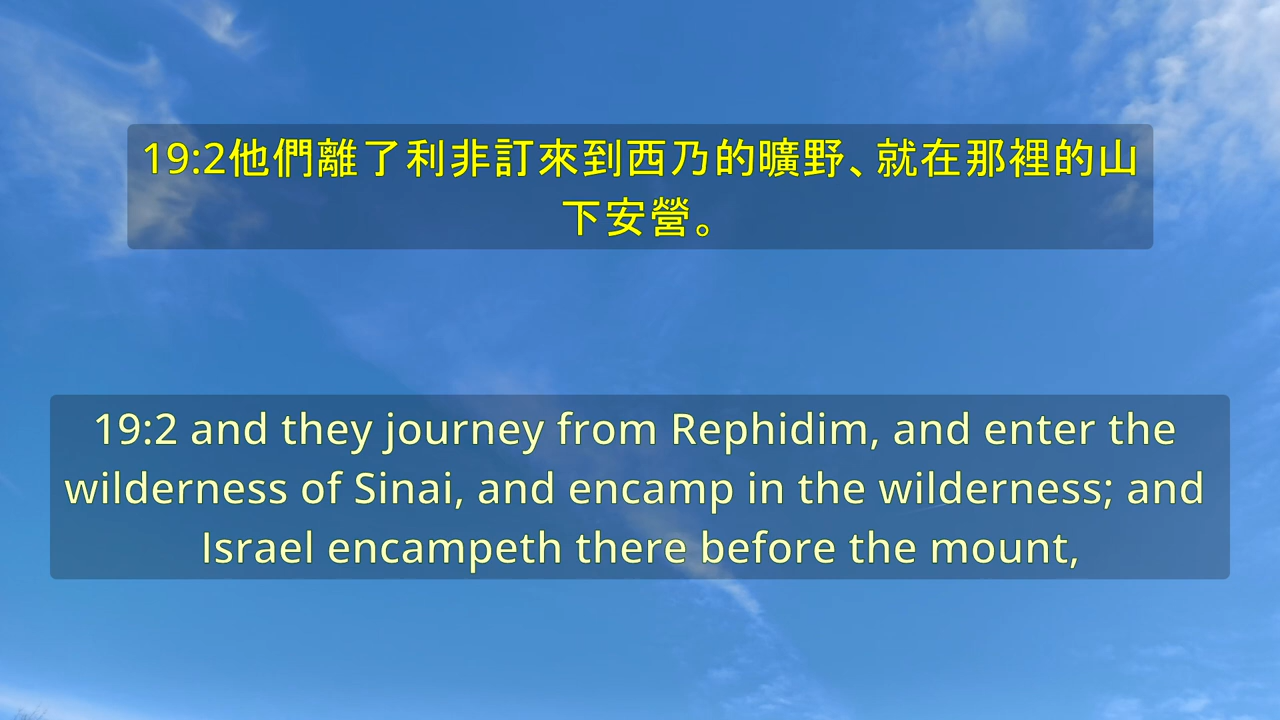 19:2他們離了利非訂來到西乃的曠野、就在那裡的山
下安營。
19:2 and they journey from Rephidim, and enter the
wilderness of Sinai, and encamp in the wilderness; and
Israel encampeth there before the mount,